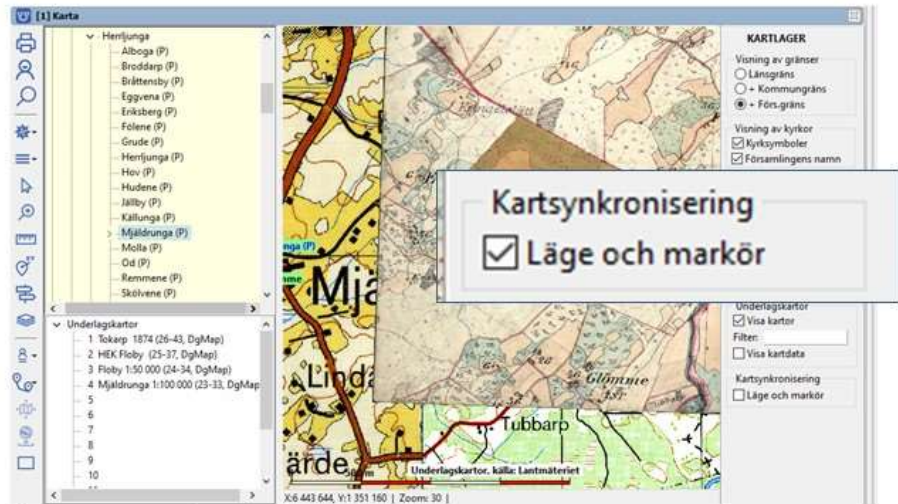 [1] Karta
Herrljunga
Alboga (P)
Broddarp (P)
Bråttensby (P)
Eggvena (P)
Eriksberg (P)
Fölene (P)
Grude (P)
Herrljunga (P)
Hov (P)
Hudene (P)
Jällby (P)
Källunga (P)
Mjäldrunga (P)
Molla (P)
Od (P)
Remmene (P)
Skölvene (P)
Underlagskartor
1 Tokarp 1874 (26-43, DgMap)
2 HEK Floby (25-37, DgMap)
3 Floby 1:50 000 (24-34, DgMap)
4 Mjäldrunga 1:100 000 (23-33, DgMap
5
6
7
8
9
10
nga (P)
Mjä
Lind
Glömme
Tubbarp
ärde
Underlagskartor, källa: Lantmäteriet
X:6 443 644, Y:1 351 160 | Zoom: 30 |
KARTLAGER
Visning av gränser
Länsgräns
+ Kommungräns
+ Förs.gräns
Visning av kyrkor
Kyrksymboler
Församlingens namn
Kartsynkronisering
Läge och markör
Underlagskartor
Visa kartor
Filter:
Visa kartdata
Kartsynkronisering
Läge och markör